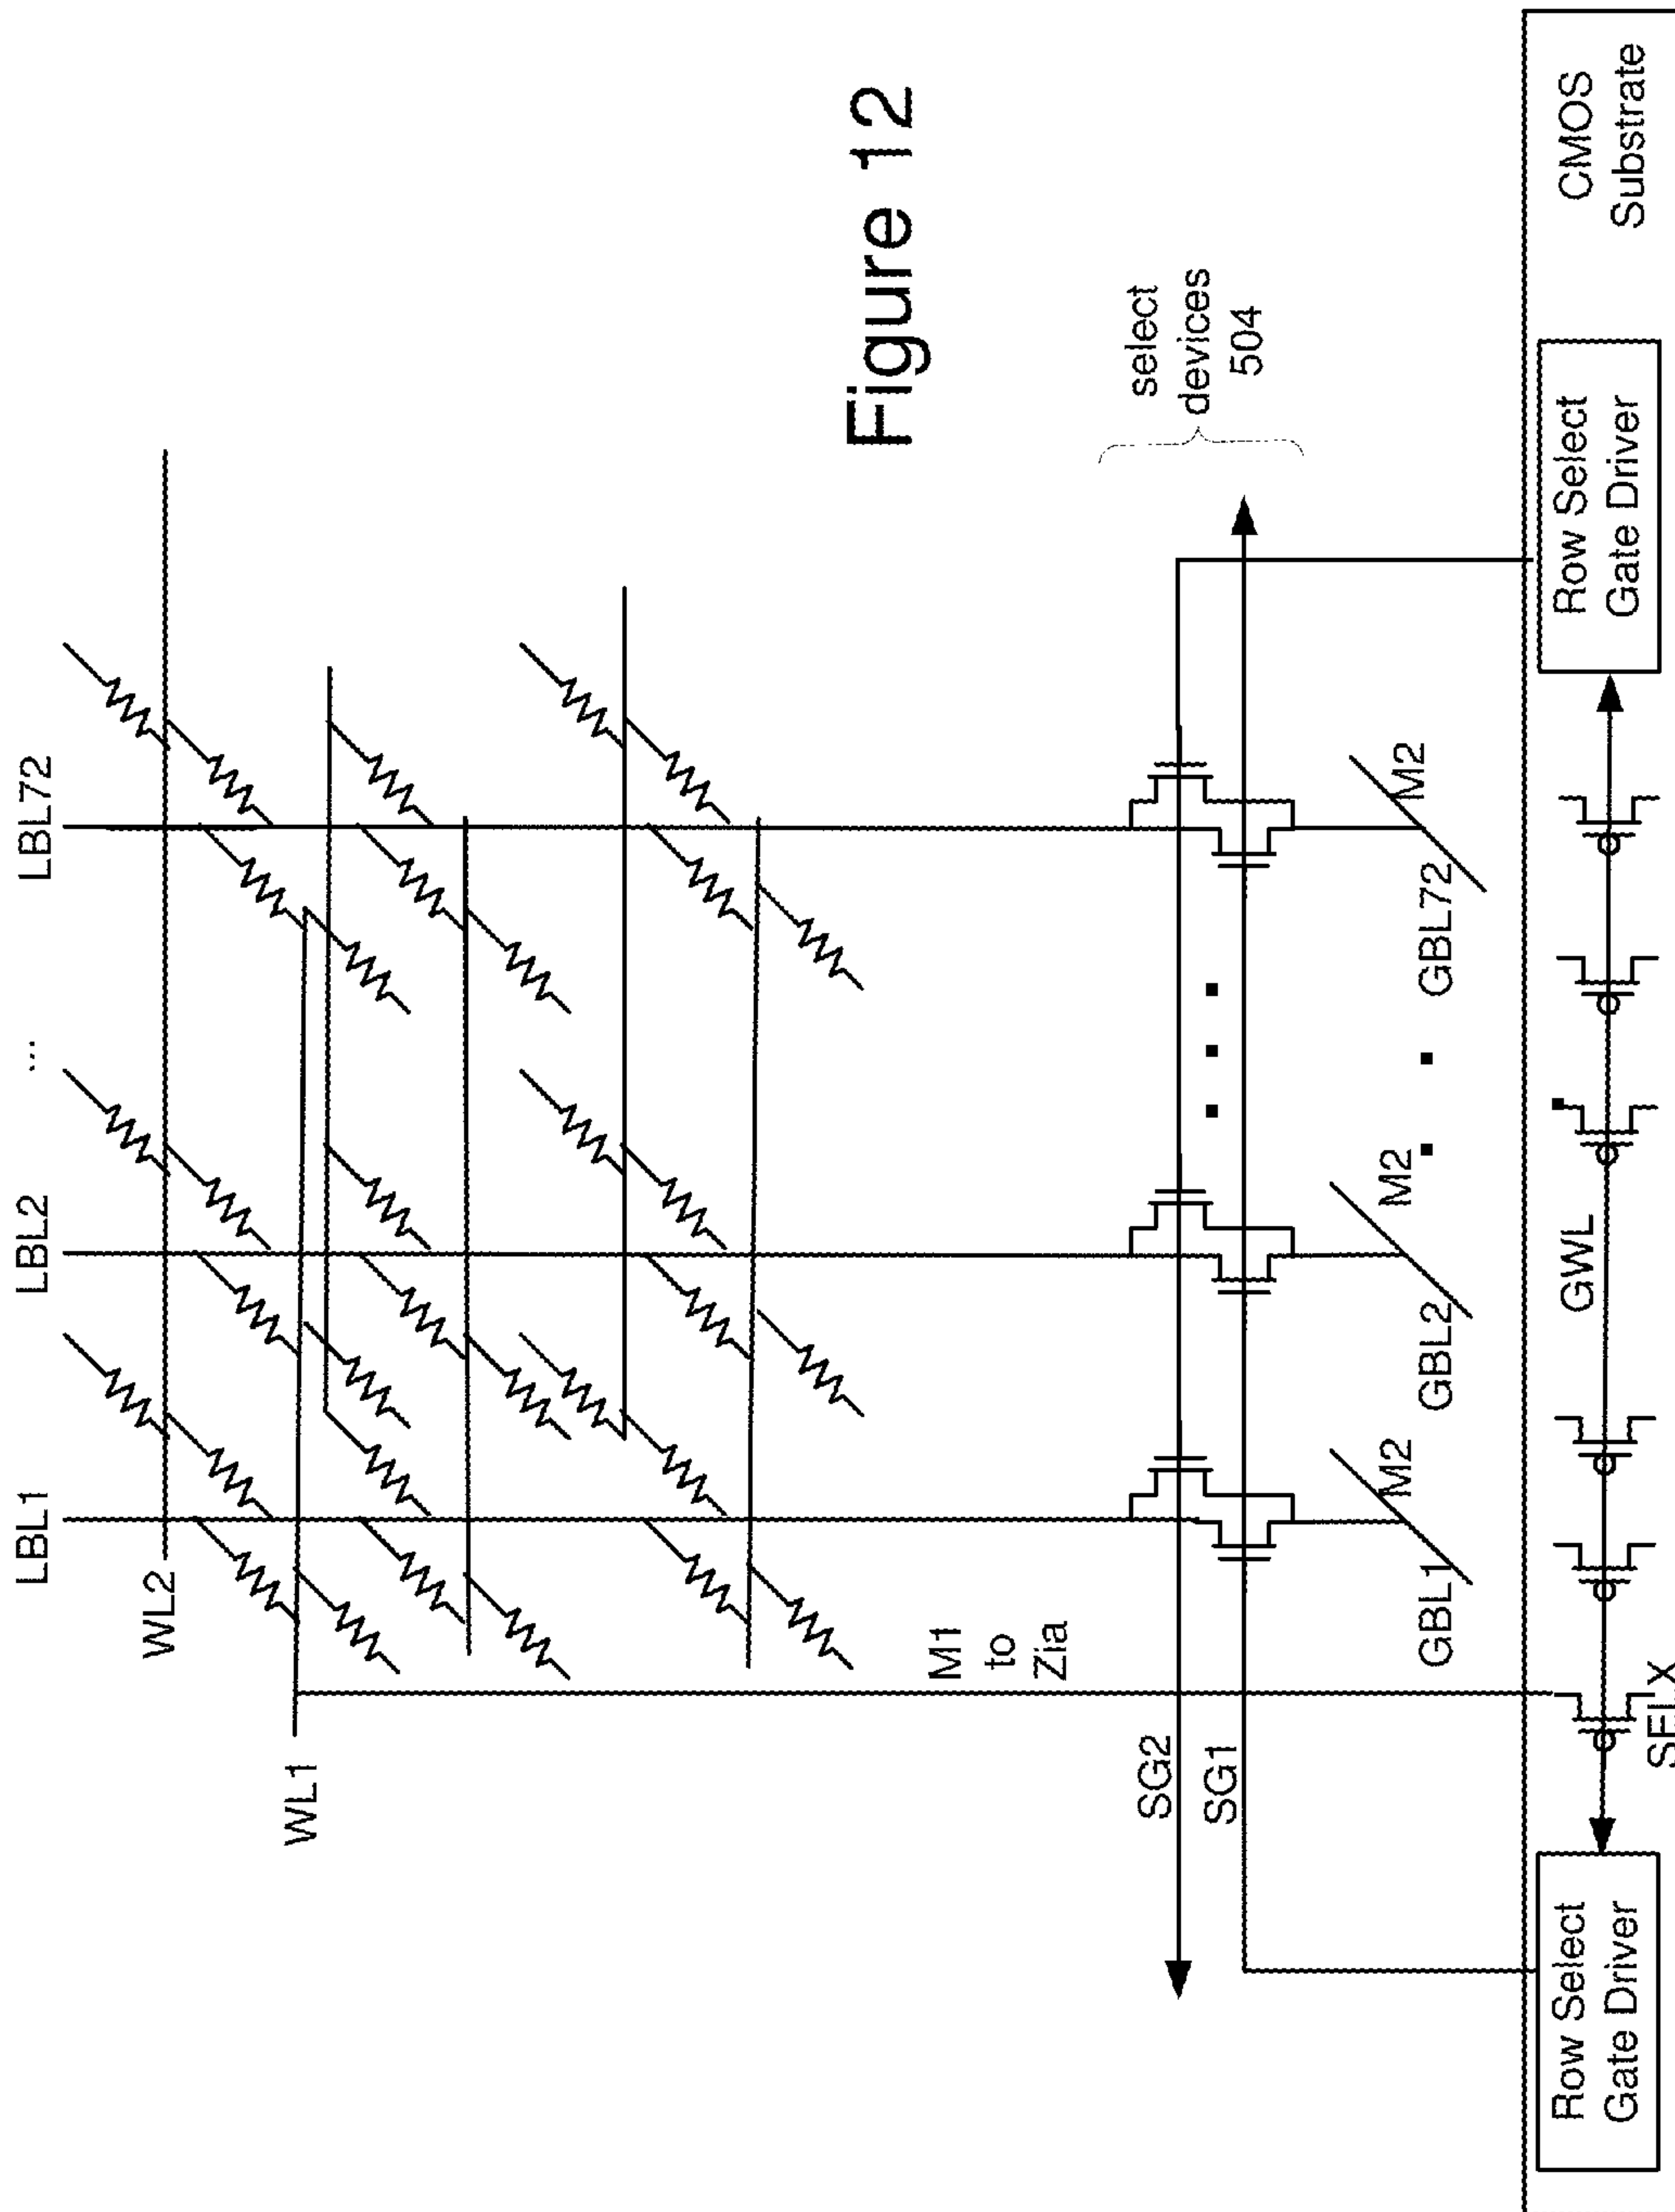 LBL1
LBL2
...
LBL72
WL2
WL1
M1
to
Zia
Figure 12
select
devices
504
SG2
SG1
M2
M2
M2
GBL1
GBL2
GBL72
GWL
SELX
Row Select
Gate Driver
Row Select
Gate Driver
CMOS
Substrate